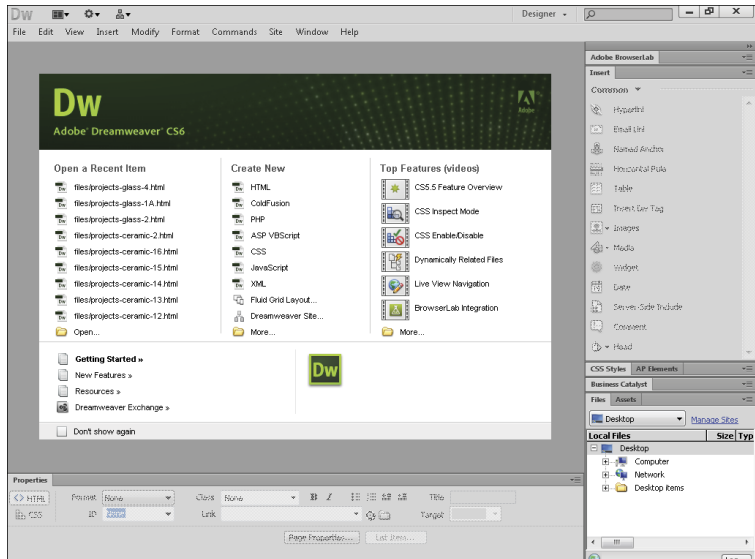 Dw
Designer
File Edit View Insert Modify Format Commands Site Window Help
Dw
Adobe Dreamweaver CS6
Adobe
Open a Recent Item
files/projects-glass-4.html
files/projects-glass-1A.html
files/projects-glass-2.html
files/projects-ceramic-2.html
files/projects-ceramic-16.html
files/projects-ceramic-15.html
files/projects-ceramic-14.html
files/projects-ceramic-13.html
files/projects-ceramic-12.html
Open...
Create New
HTML
ColdFusion
PHP
ASP VBScript
CSS
JavaScript
XML
Fluid Grid Layout...
Dreamweaver Site...
More...
Top Features (videos)
CS5.5 Feature Overview
CSS Inspect Mode
CSS Enable/Disable
Dynamically Related Files
Live View Navigation
BrowserLab Integration
More...
Getting Started »
New Features »
Resources »
Dreamweaver Exchange »
Dw
Don't show again
Adobe BrowserLab
Insert
Common
Hyperlink
Email Link
Named Anchor
Horizontal Rule
Table
Insert Div Tag
Images
Media
Widget
Date
Server-Side Include
Comment
Head
CSS Styles AP Elements
Business Catalyst
Files Assets
Desktop Manage Sites
Local Files Size Typ
Desktop
Computer
Network
Desktop items
Properties
<> HTML Format None Class None B I Title
CSS ID None Link Target
Page Properties... List Item...